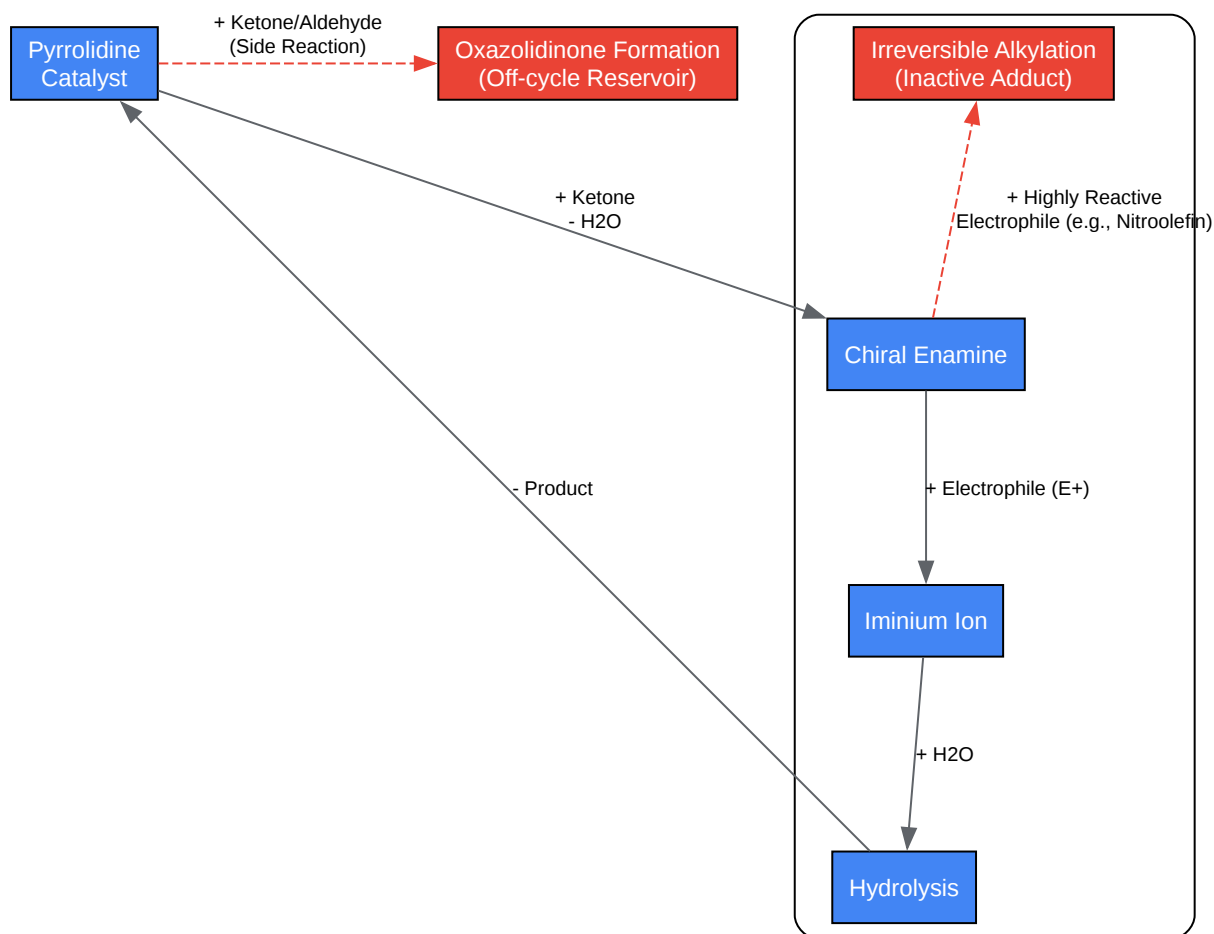 + Ketone/Aldehyde
(Side Reaction)
Pyrrolidine
Catalyst
Oxazolidinone Formation
(Off-cycle Reservoir)
Irreversible Alkylation
(Inactive Adduct)
+ Ketone
- H2O
+ Highly Reactive
Electrophile (e.g., Nitroolefin)
Chiral Enamine
- Product
+ Electrophile (E+)
Iminium Ion
+ H2O
Hydrolysis